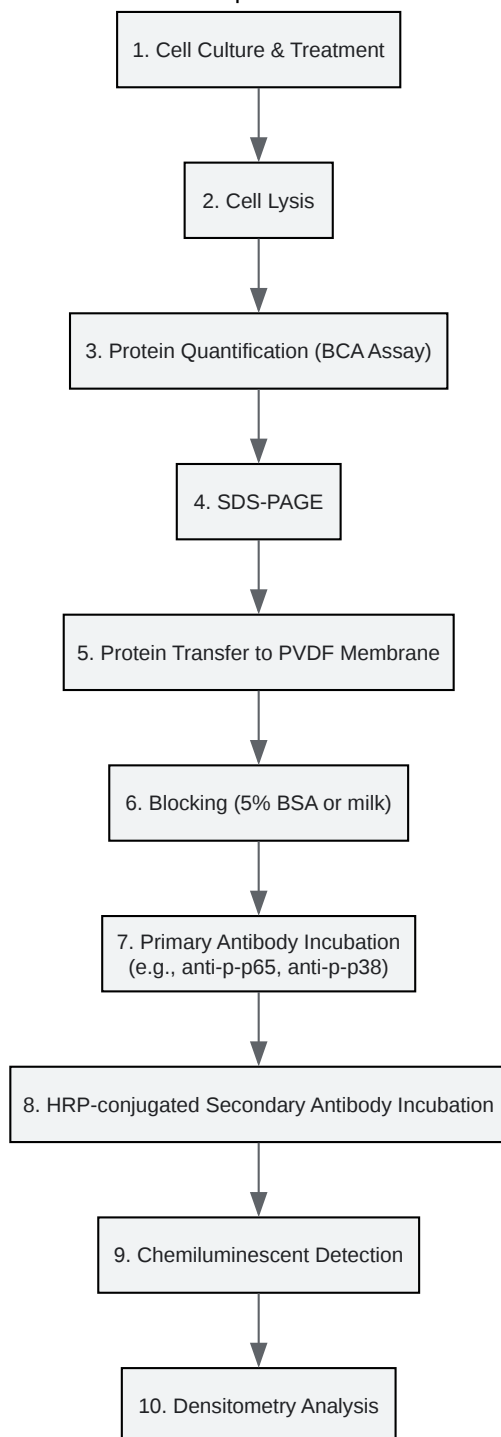 1. Cell Culture & Treatment
2. Cell Lysis
3. Protein Quantification (BCA Assay)
4. SDS-PAGE
5. Protein Transfer to PVDF Membrane
6. Blocking (5% BSA or milk)
7. Primary Antibody Incubation
(e.g., anti-p-p65, anti-p-p38)
8. HRP-conjugated Secondary Antibody Incubation
9. Chemiluminescent Detection
10. Densitometry Analysis